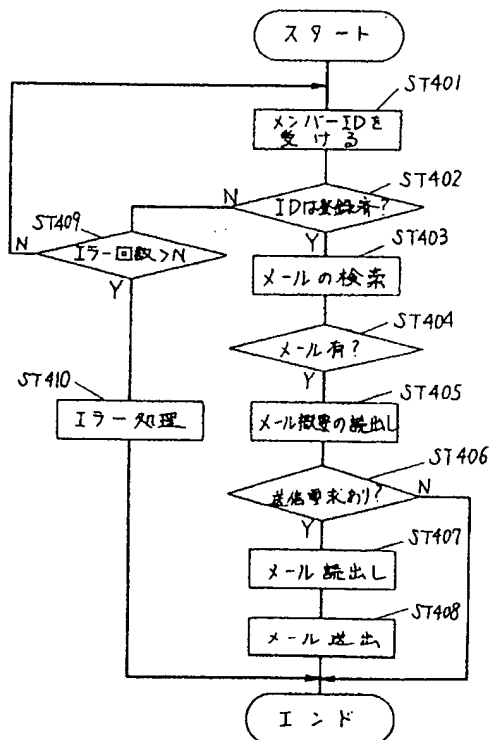 スタート
ST401
メンバーIDを
受ける
ST402
IDは登録済?
N
Y
ST409
エラー回数>N
N
Y
ST403
メールの検索
ST404
メール有?
Y
ST410
エラー処理
ST405
メール概要の読出し
ST406
送信要求あり?
N
Y
ST407
メール読出し
ST408
メール送出
エンド